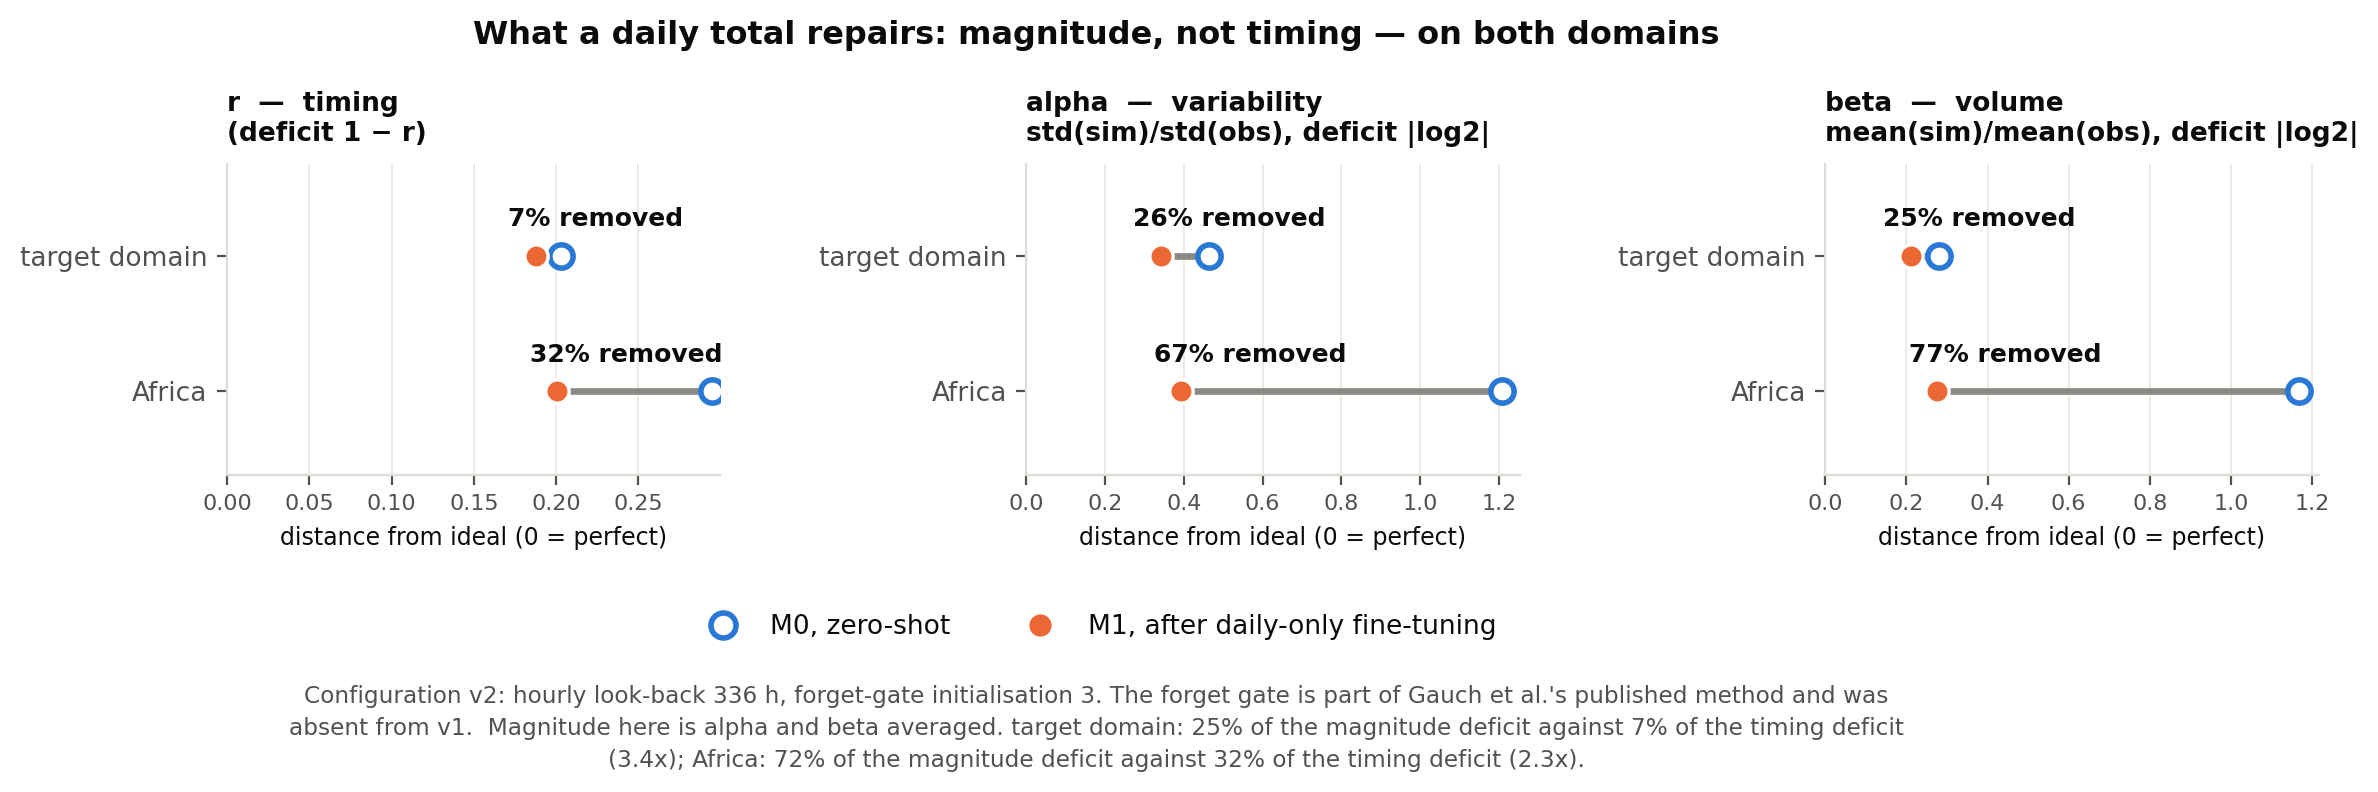 What a daily total repairs: magnitude, not timing — on both domains
r — timing
(deficit 1 − r)
7% removed
target domain
32% removed
Africa
0.00 0.05 0.10 0.15 0.20 0.25
distance from ideal (0 = perfect)
alpha — variability
std(sim)/std(obs), deficit |log2|
26% removed
target domain
67% removed
Africa
0.0 0.2 0.4 0.6 0.8 1.0 1.2
distance from ideal (0 = perfect)
beta — volume
mean(sim)/mean(obs), deficit |log2|
25% removed
target domain
77% removed
Africa
0.0 0.2 0.4 0.6 0.8 1.0 1.2
distance from ideal (0 = perfect)
M0, zero-shot
M1, after daily-only fine-tuning
Configuration v2: hourly look-back 336 h, forget-gate initialisation 3. The forget gate is part of Gauch et al.'s published method and was
absent from v1.  Magnitude here is alpha and beta averaged. target domain: 25% of the magnitude deficit against 7% of the timing deficit
(3.4x); Africa: 72% of the magnitude deficit against 32% of the timing deficit (2.3x).